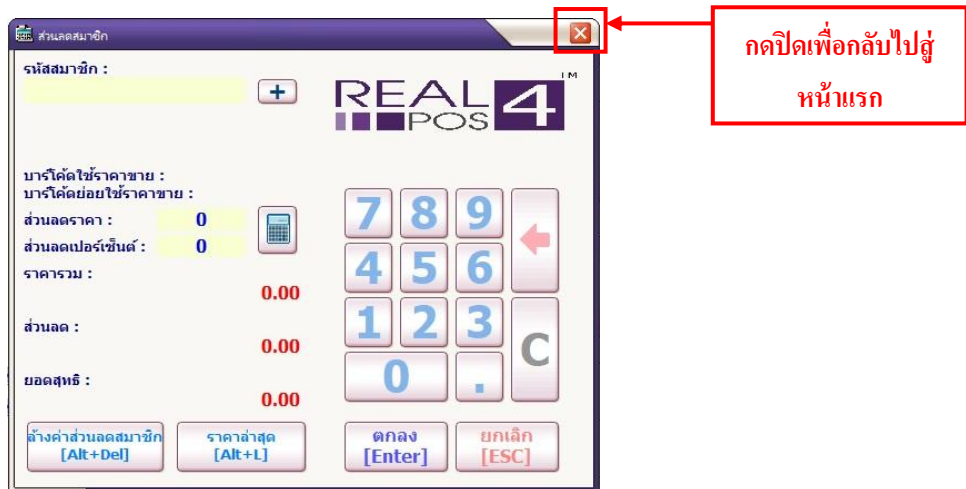 ส่วนลดสมาชิก
กดปิดเพื่อกลับไปสู่
หน้าแรก
รหัสสมาชิก :
+
REAL 4 TM
POS
บาร์โค้ดใช้ราคาขาย :
บาร์โค้ดย่อยใช้ราคาขาย :
ส่วนลดราคา : 0
ส่วนลดเปอร์เซ็นต์ : 0
ราคารวม :
0.00
ส่วนลด :
0.00
ยอดสุทธิ :
0.00
7 8 9
4 5 6
1 2 3
C
0 .
ล้างค่าส่วนลดสมาชิก
[Alt+Del]
ราคาล่าสุด
[Alt+L]
ตกลง
[Enter]
ยกเลิก
[ESC]